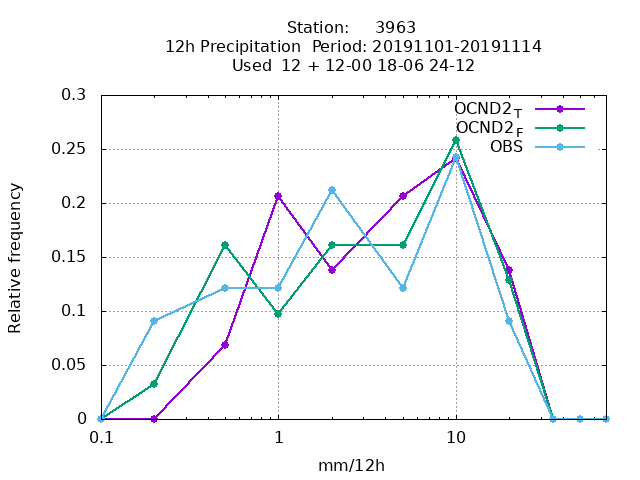 Station: 3963
12h Precipitation Period: 20191101-20191114
Used 12 + 12-00 18-06 24-12
0.3
0.25
0.2
0.15
0.1
0.05
0
Relative frequency
OCND2_T
OCND2_F
OBS
0.1 1 10
mm/12h